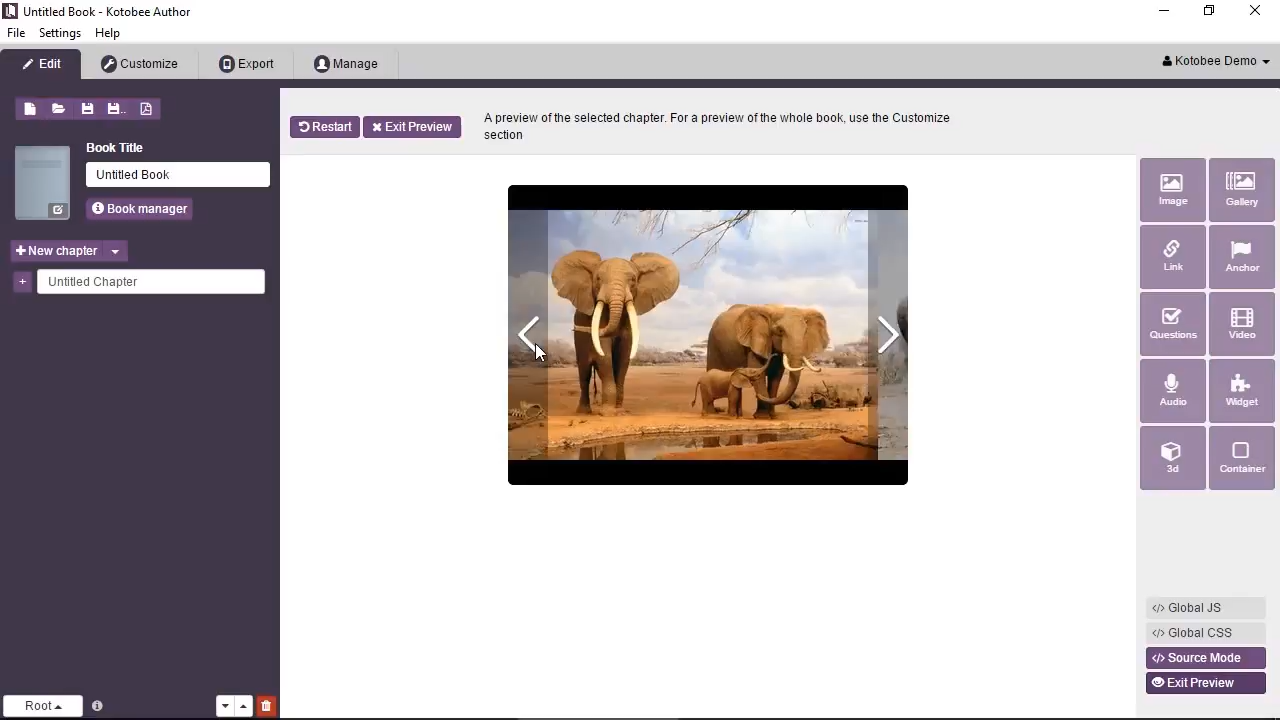 Untitled Book - Kotobee Author
File Settings Help
Edit Customize Export Manage Kotobee Demo
Book Title
Untitled Book
Book manager
New chapter
Untitled Chapter
Restart Exit Preview
A preview of the selected chapter. For a preview of the whole book, use the Customize
section
Image Gallery
Link Anchor
Questions Video
Audio Widget
3d Container
</> Global JS
</> Global CSS
</> Source Mode
Exit Preview
Root